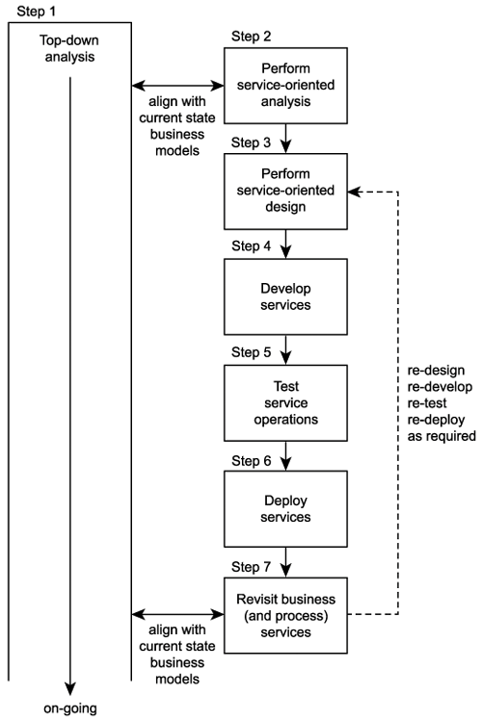 Step 1
Top-down
analysis
Step 2
Perform
service-oriented
analysis
align with
current state
business
models
Step 3
Perform
service-oriented
design
Step 4
Develop
services
Step 5
Test
service
operations
re-design
re-develop
re-test
re-deploy
as required
Step 6
Deploy
services
Step 7
Revisit business
(and process)
services
align with
current state
business
models
on-going